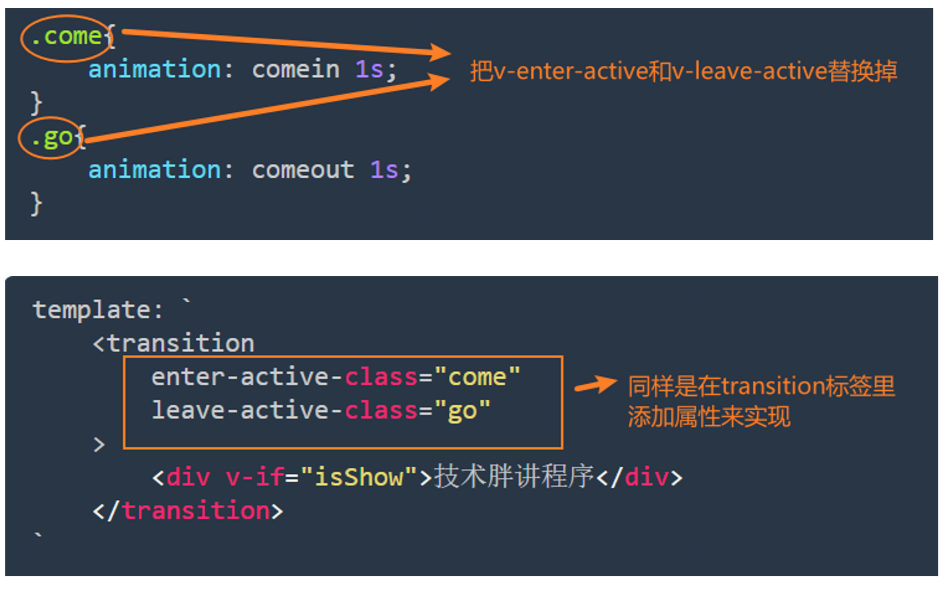 .come{
animation: comein 1s;
把v-enter-active和v-leave-active替换掉
}
.go{
animation: comeout 1s;
}
template: `
<transition
enter-active-class="come"
leave-active-class="go"
同样是在transition标签里
添加属性来实现
>
<div v-if="isShow">技术胖讲程序</div>
</transition>
`